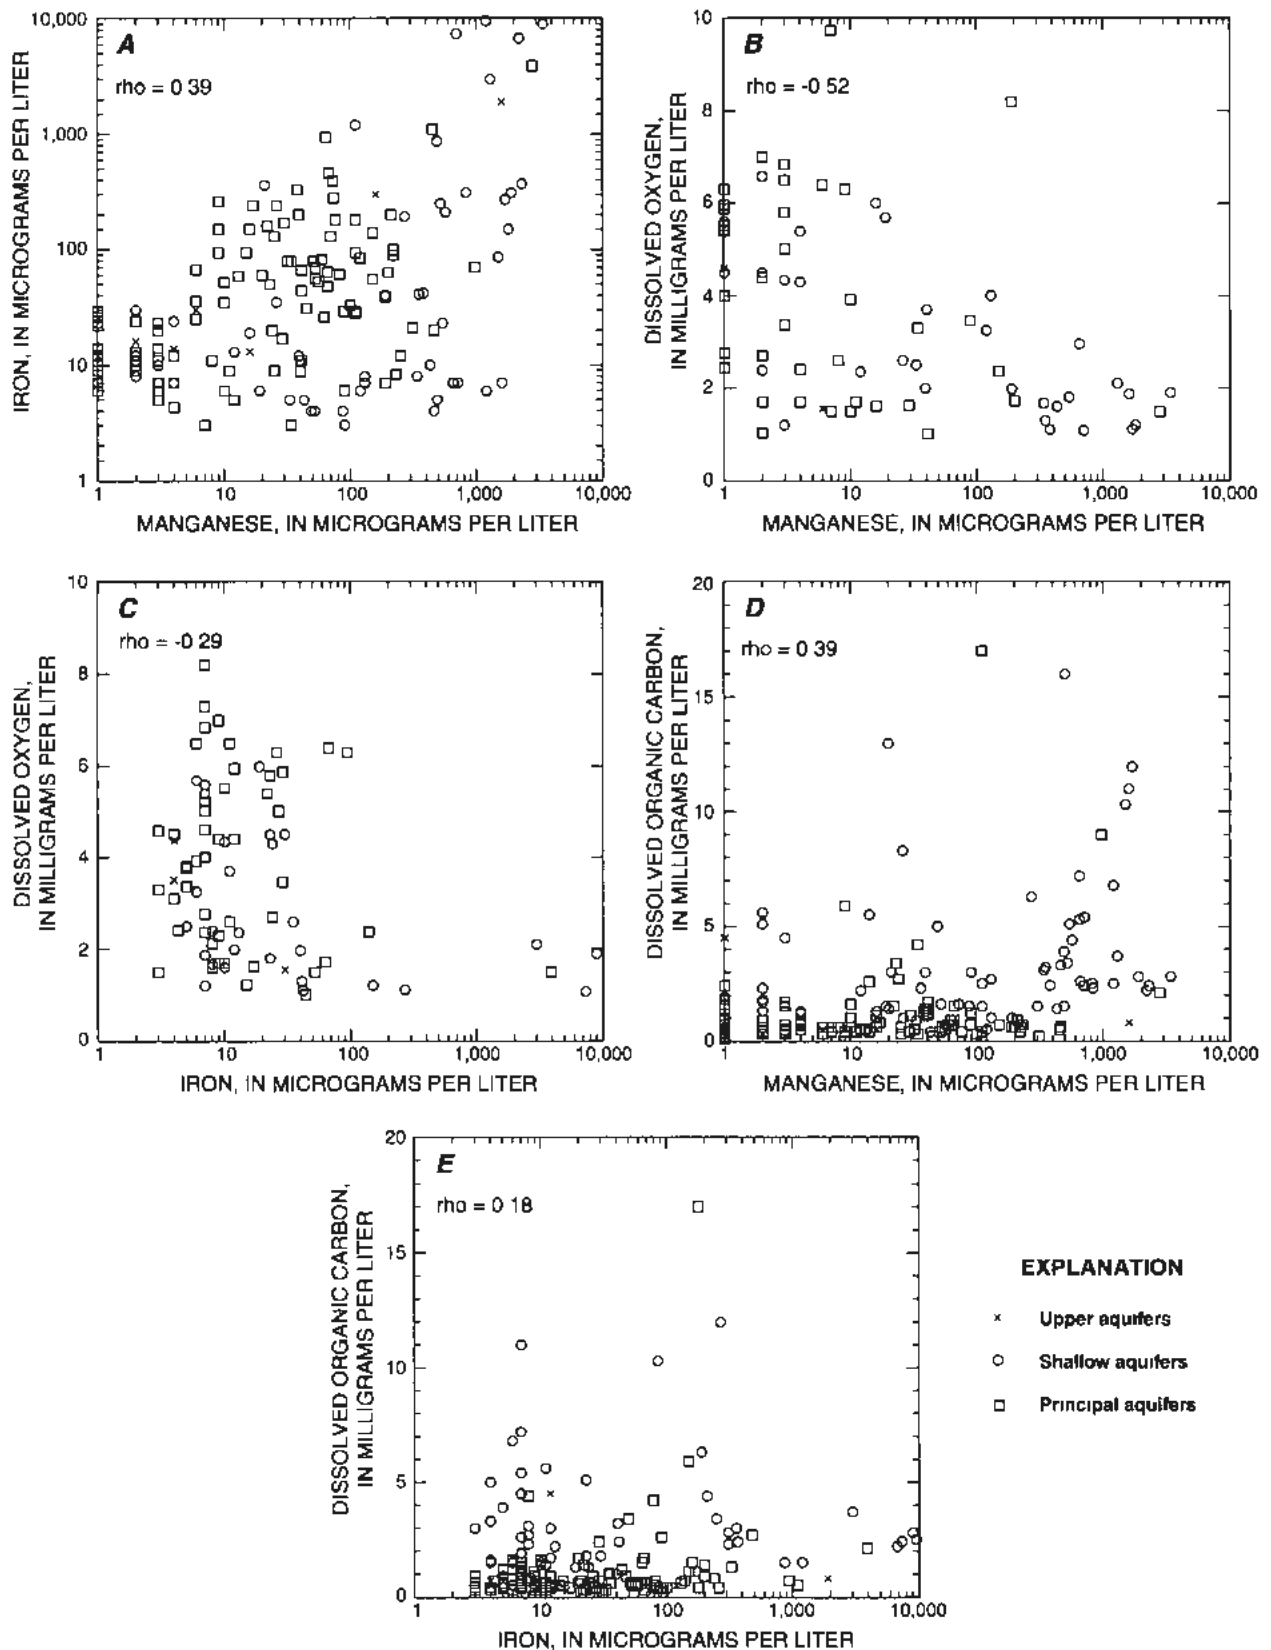 A
rho = 0 39
10,000
1,000
100
10
1
IRON, IN MICROGRAMS PER LITER
1 10 100 1,000 10,000
MANGANESE, IN MICROGRAMS PER LITER
B
rho = -0 52
10
8
6
4
2
0
DISSOLVED OXYGEN,
IN MILLIGRAMS PER LITER
1 10 100 1,000 10,000
MANGANESE, IN MICROGRAMS PER LITER
C
rho = -0 29
10
8
6
4
2
0
DISSOLVED OXYGEN,
IN MILLIGRAMS PER LITER
1 10 100 1,000 10,000
IRON, IN MICROGRAMS PER LITER
D
rho = 0 39
20
15
10
5
0
DISSOLVED ORGANIC CARBON,
IN MILLIGRAMS PER LITER
1 10 100 1,000 10,000
MANGANESE, IN MICROGRAMS PER LITER
E
rho = 0 18
20
15
10
5
0
DISSOLVED ORGANIC CARBON,
IN MILLIGRAMS PER LITER
1 10 100 1,000 10,000
IRON, IN MICROGRAMS PER LITER
EXPLANATION
Upper aquifers
Shallow aquifers
Principal aquifers